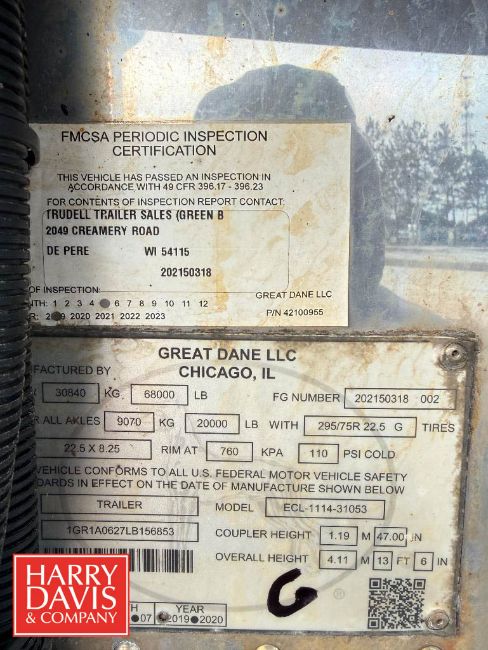 FMCSA PERIODIC INSPECTION
CERTIFICATION
THIS VEHICLE HAS PASSED AN INSPECTION IN
ACCORDANCE WITH 49 CFR 396.17 - 396.23
FOR CONTENTS OF INSPECTION REPORT CONTACT:
TRUDELL TRAILER SALES (GREEN B
2049 CREAMERY ROAD
DE PERE WI 54115
202150318
OF INSPECTION:
1 2 3 4 6 7 8 9 10 11 12 GREAT DANE LLC
2020 2021 2022 2023 P/N 42100955
GREAT DANE LLC
CHICAGO, IL
30840 KG, 68000 LB FG NUMBER 202150318 002
ALL AXLES 9070 KG 20000 LB WITH 295/75R 22.5 G TIRES
22.5 X 8.25 RIM AT 760 KPA 110 PSI COLD
VEHICLE CONFORMS TO ALL U.S. FEDERAL MOTOR VEHICLE SAFETY
IN EFFECT ON THE DATE OF MANUFACTURE SHOWN BELOW
TRAILER MODEL ECL-1114-31053
1GR1A0627LB156853 COUPLER HEIGHT 1.19 M 47.00 IN
OVERALL HEIGHT 4.11 M 13 FT 6 IN
G
®
YEAR
07 2019 2020
HARRY
DAVIS
& COMPANY